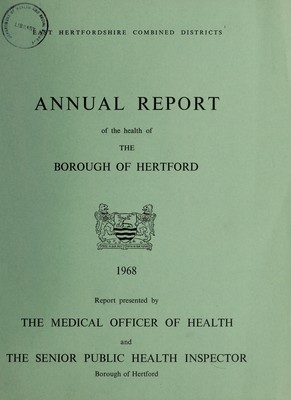 EAST HERTFORDSHIRE COMBINED DISTRICTS
ANNUAL REPORT
of the health of
THE
BOROUGH OF HERTFORD
1968
Report presented by
THE MEDICAL OFFICER OF HEALTH
and
THE SENIOR PUBLIC HEALTH INSPECTOR
Borough of Hertford